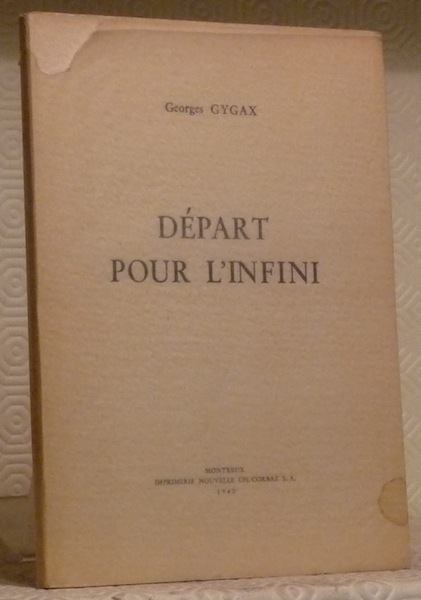 Georges GYGAX
DÉPART
POUR L'INFINI
MONTREUX
IMPRIMERIE NOUVELLE CH. CORBAZ S. A.